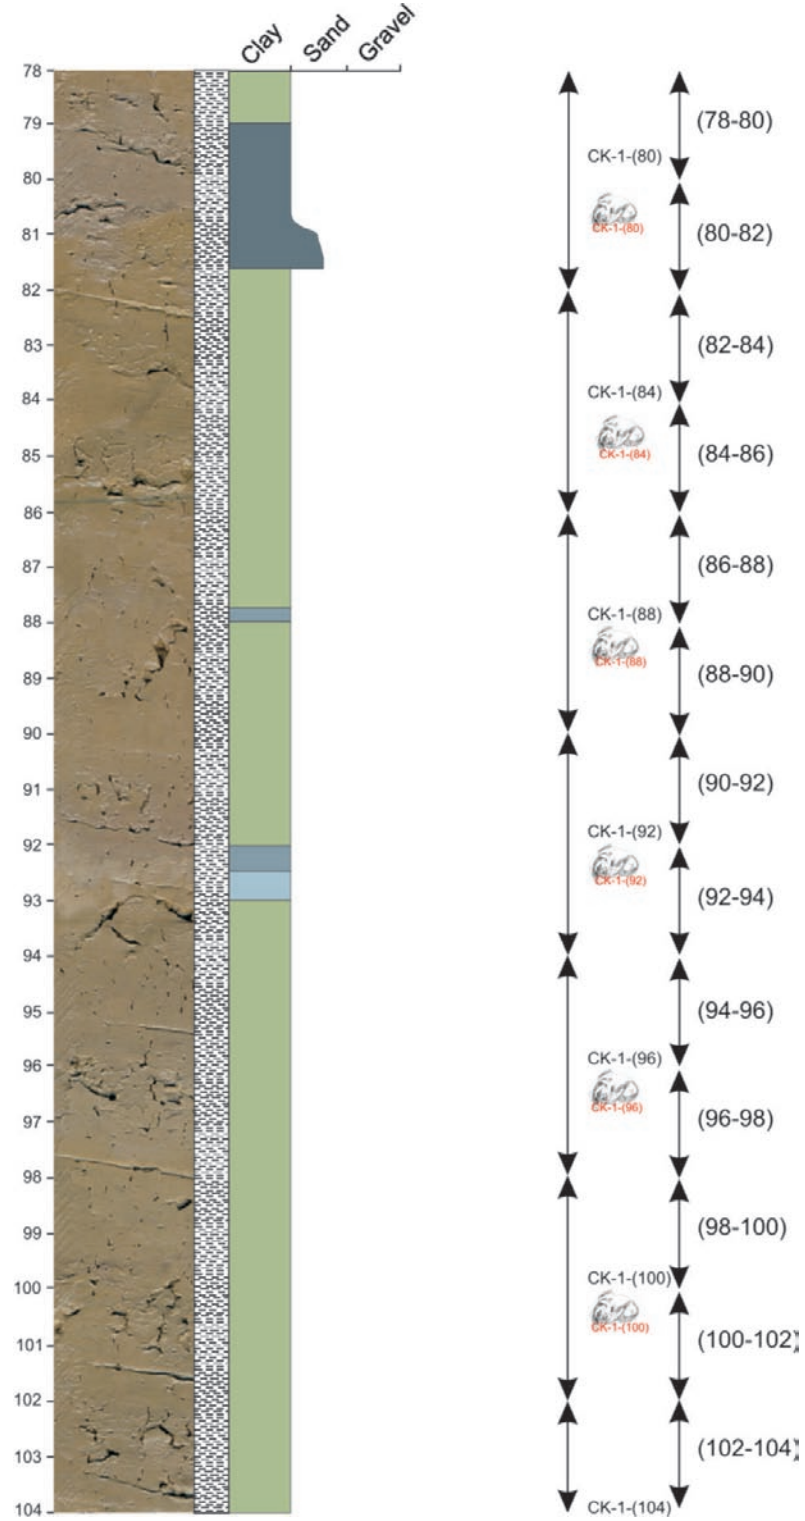 Clay Sand Gravel
78
79
80
81
82
83
84
85
86
87
88
89
90
91
92
93
94
95
96
97
98
99
100
101
102
103
104
CK-1-(80)
CK-1-(80)
CK-1-(84)
CK-1-(84)
CK-1-(88)
CK-1-(88)
CK-1-(92)
CK-1-(92)
CK-1-(96)
CK-1-(96)
CK-1-(100)
CK-1-(100)
CK-1-(104)
(78-80)
(80-82)
(82-84)
(84-86)
(86-88)
(88-90)
(90-92)
(92-94)
(94-96)
(96-98)
(98-100)
(100-102)
(102-104)